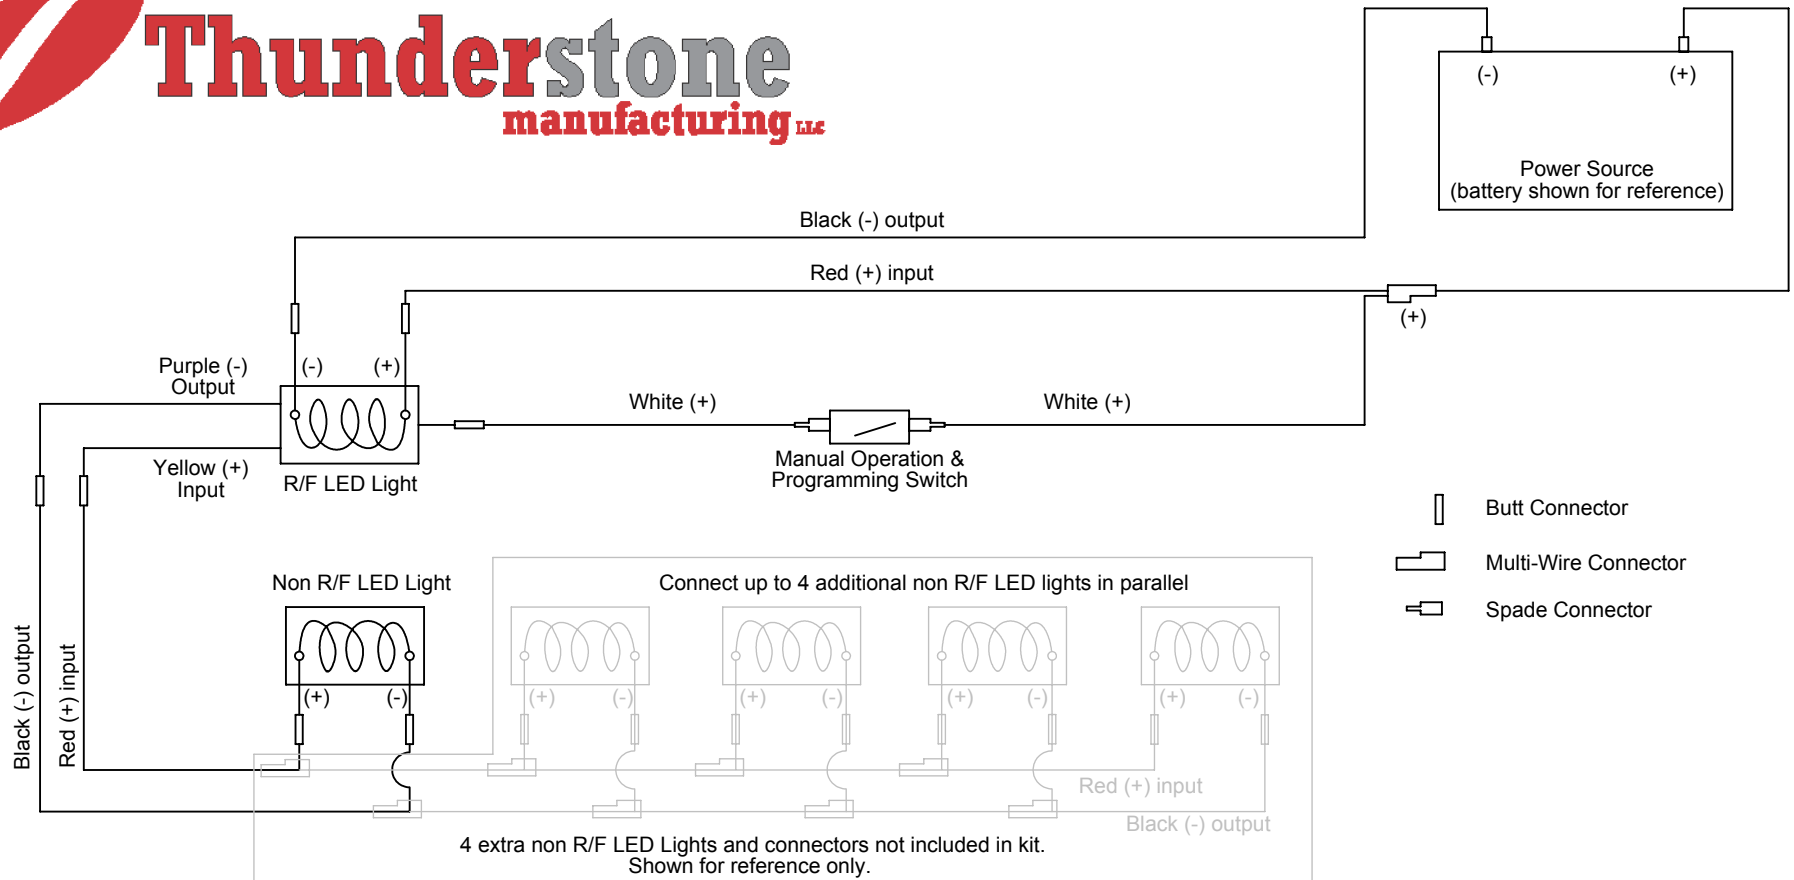 Thunderstone
manufacturing LLC
(-)
(+)
Power Source
(battery shown for reference)
Black (-) output
Red (+) input
(+)
Purple (-)
Output
(-)
(+)
White (+)
White (+)
Yellow (+)
Input
R/F LED Light
Manual Operation &
Programming Switch
Butt Connector
Multi-Wire Connector
Spade Connector
Non R/F LED Light
Connect up to 4 additional non R/F LED lights in parallel
Black (-) output
Red (+) input
(+)
(-)
(+)
(-)
(+)
(-)
(+)
(-)
(+)
(-)
Red (+) input
Black (-) output
4 extra non R/F LED Lights and connectors not included in kit.
Shown for reference only.